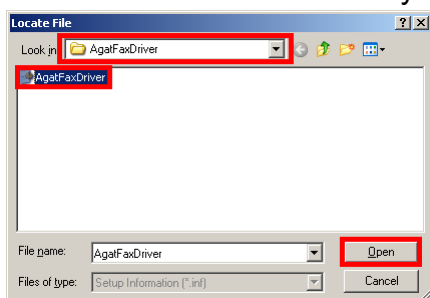 Locate File
Look in: AgatFaxDriver
AgatFaxDriver
File name: AgatFaxDriver Open
Files of type: Setup Information (*.inf) Cancel